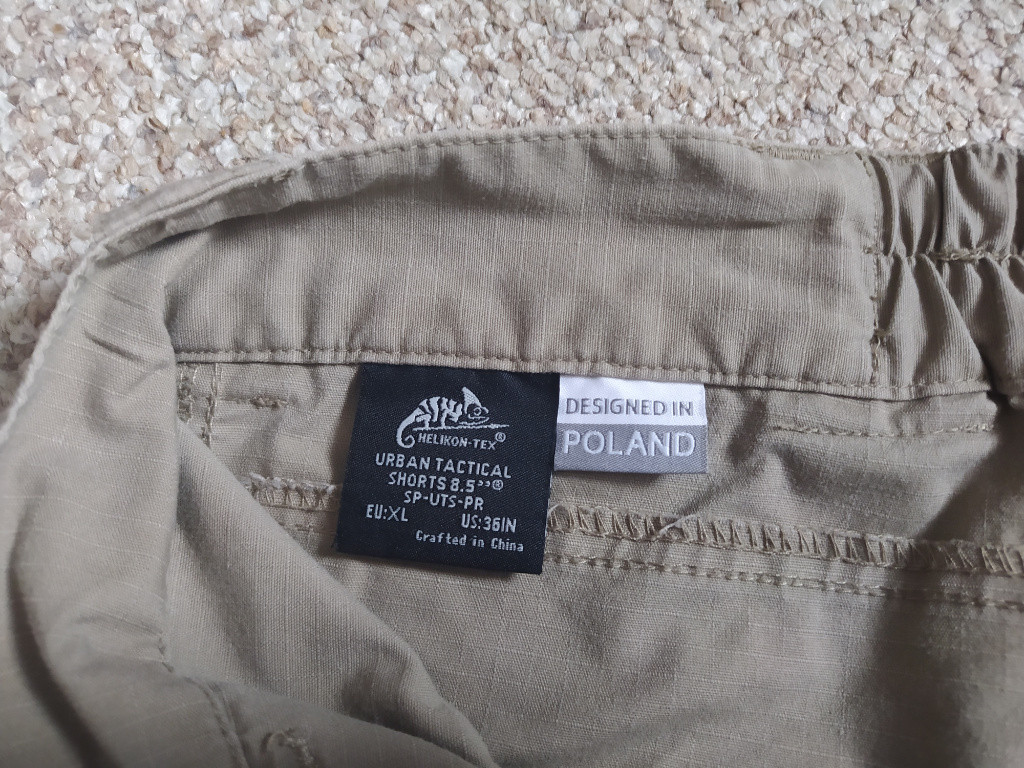 HELIKON-TEX®
URBAN TACTICAL
SHORTS 8.5”®
SP-UTS-PR
EU:XL US:36IN
Crafted in China
DESIGNED IN
POLAND